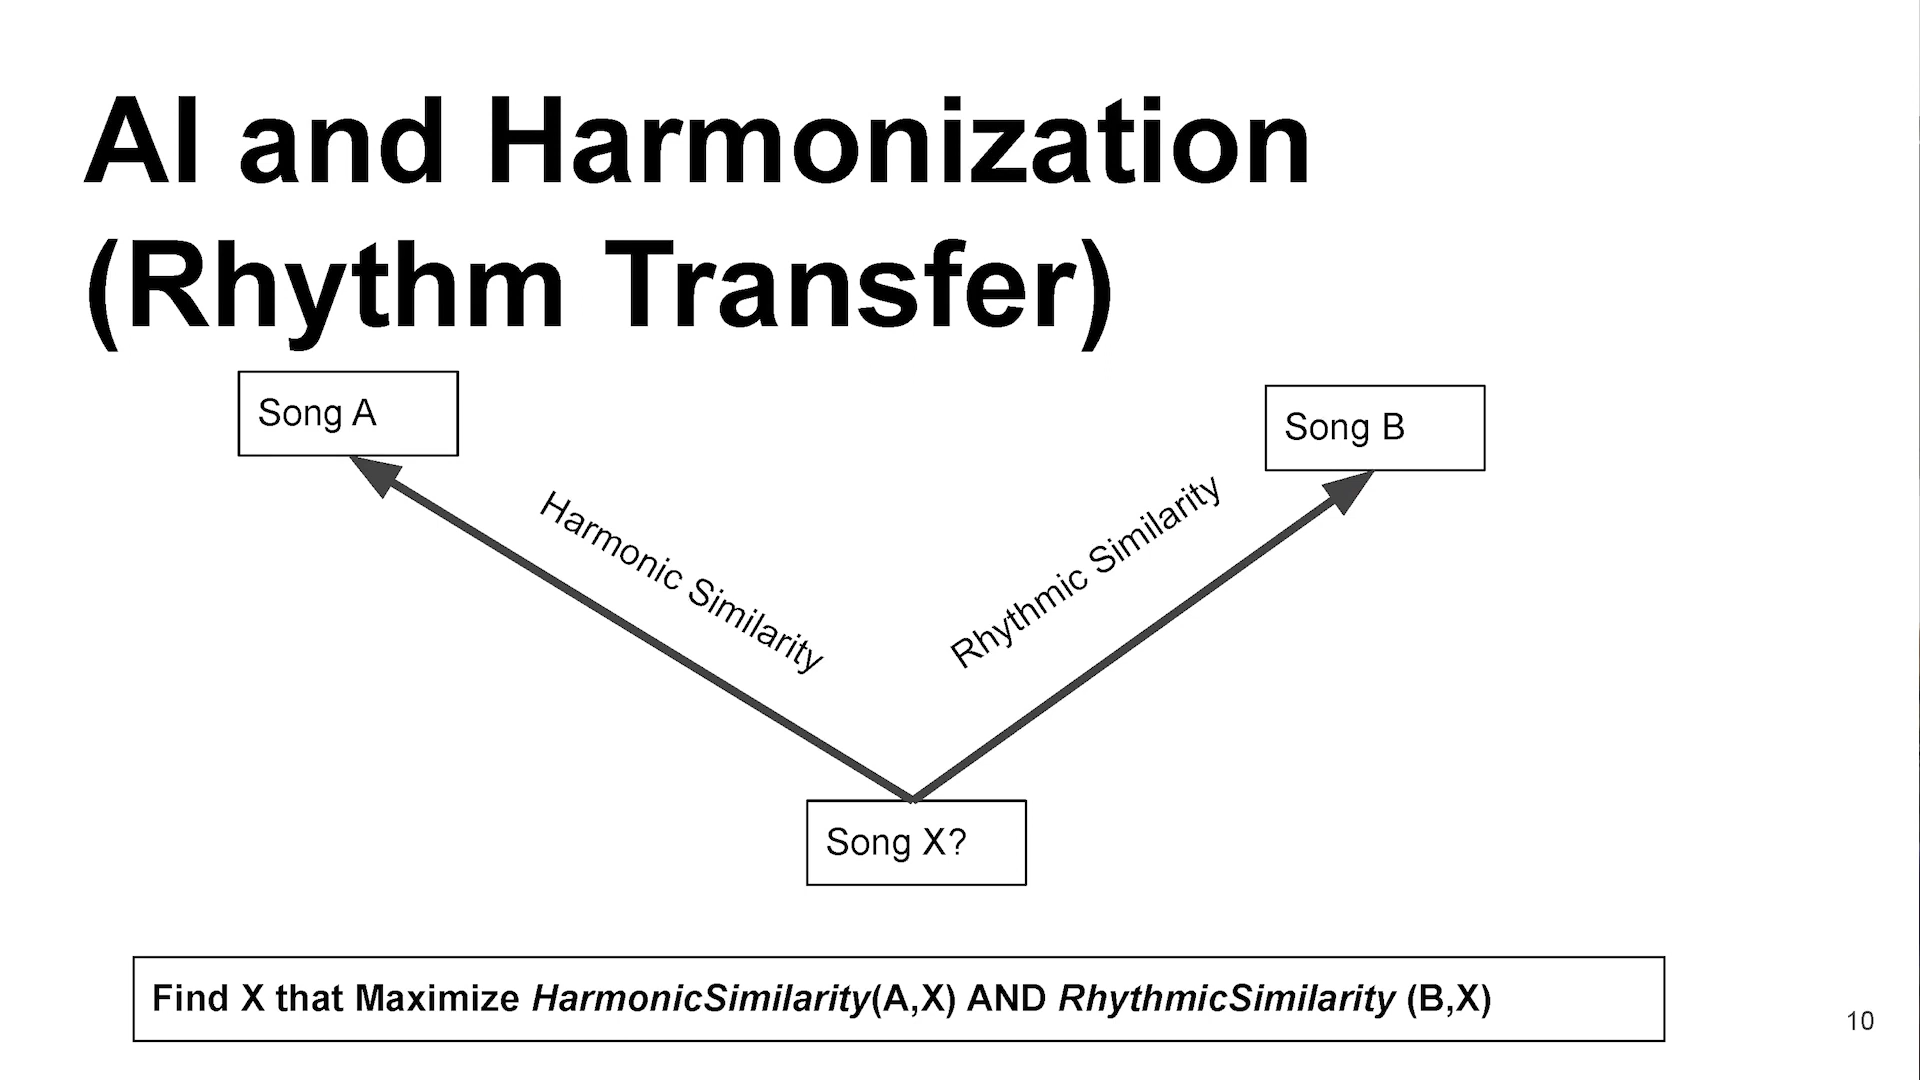 AI and Harmonization
(Rhythm Transfer)
Song A
Song B
Harmonic Similarity
Rhythmic Similarity
Song X?
Find X that Maximize HarmonicSimilarity(A,X) AND RhythmicSimilarity (B,X)
10